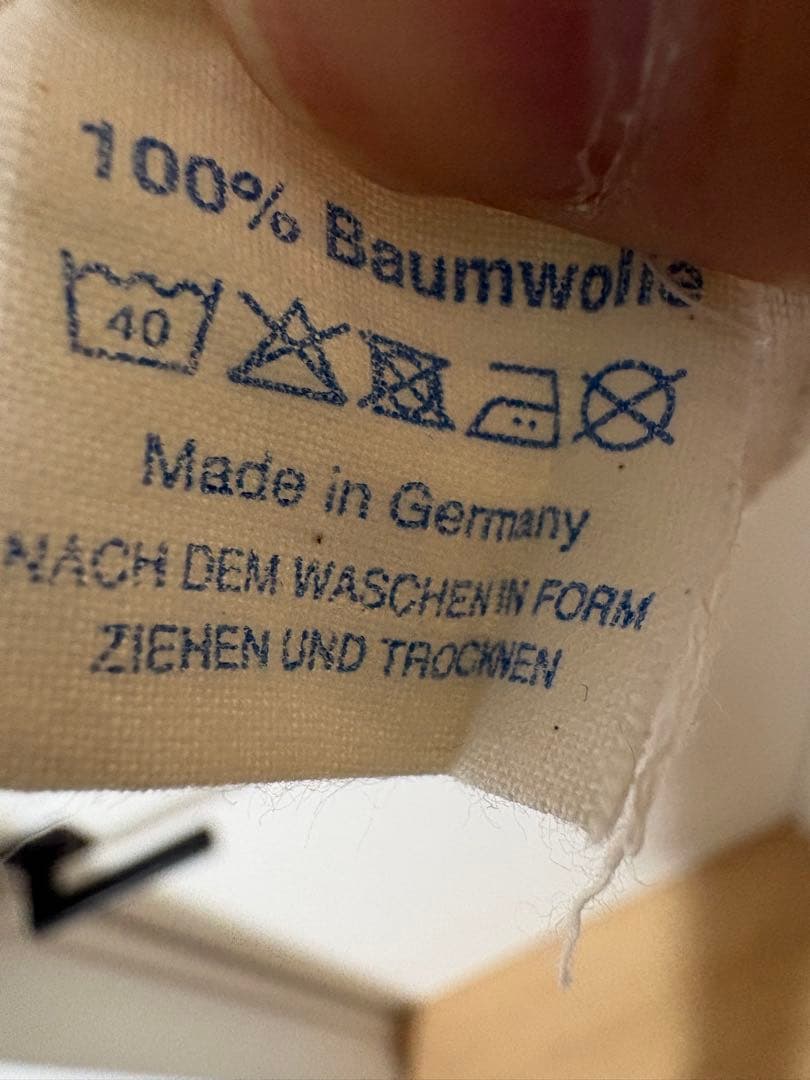 100% Baumwolle
40
Made in Germany
NACH DEM WASCHEN IN FORM
ZIEHEN UND TROCKNEN